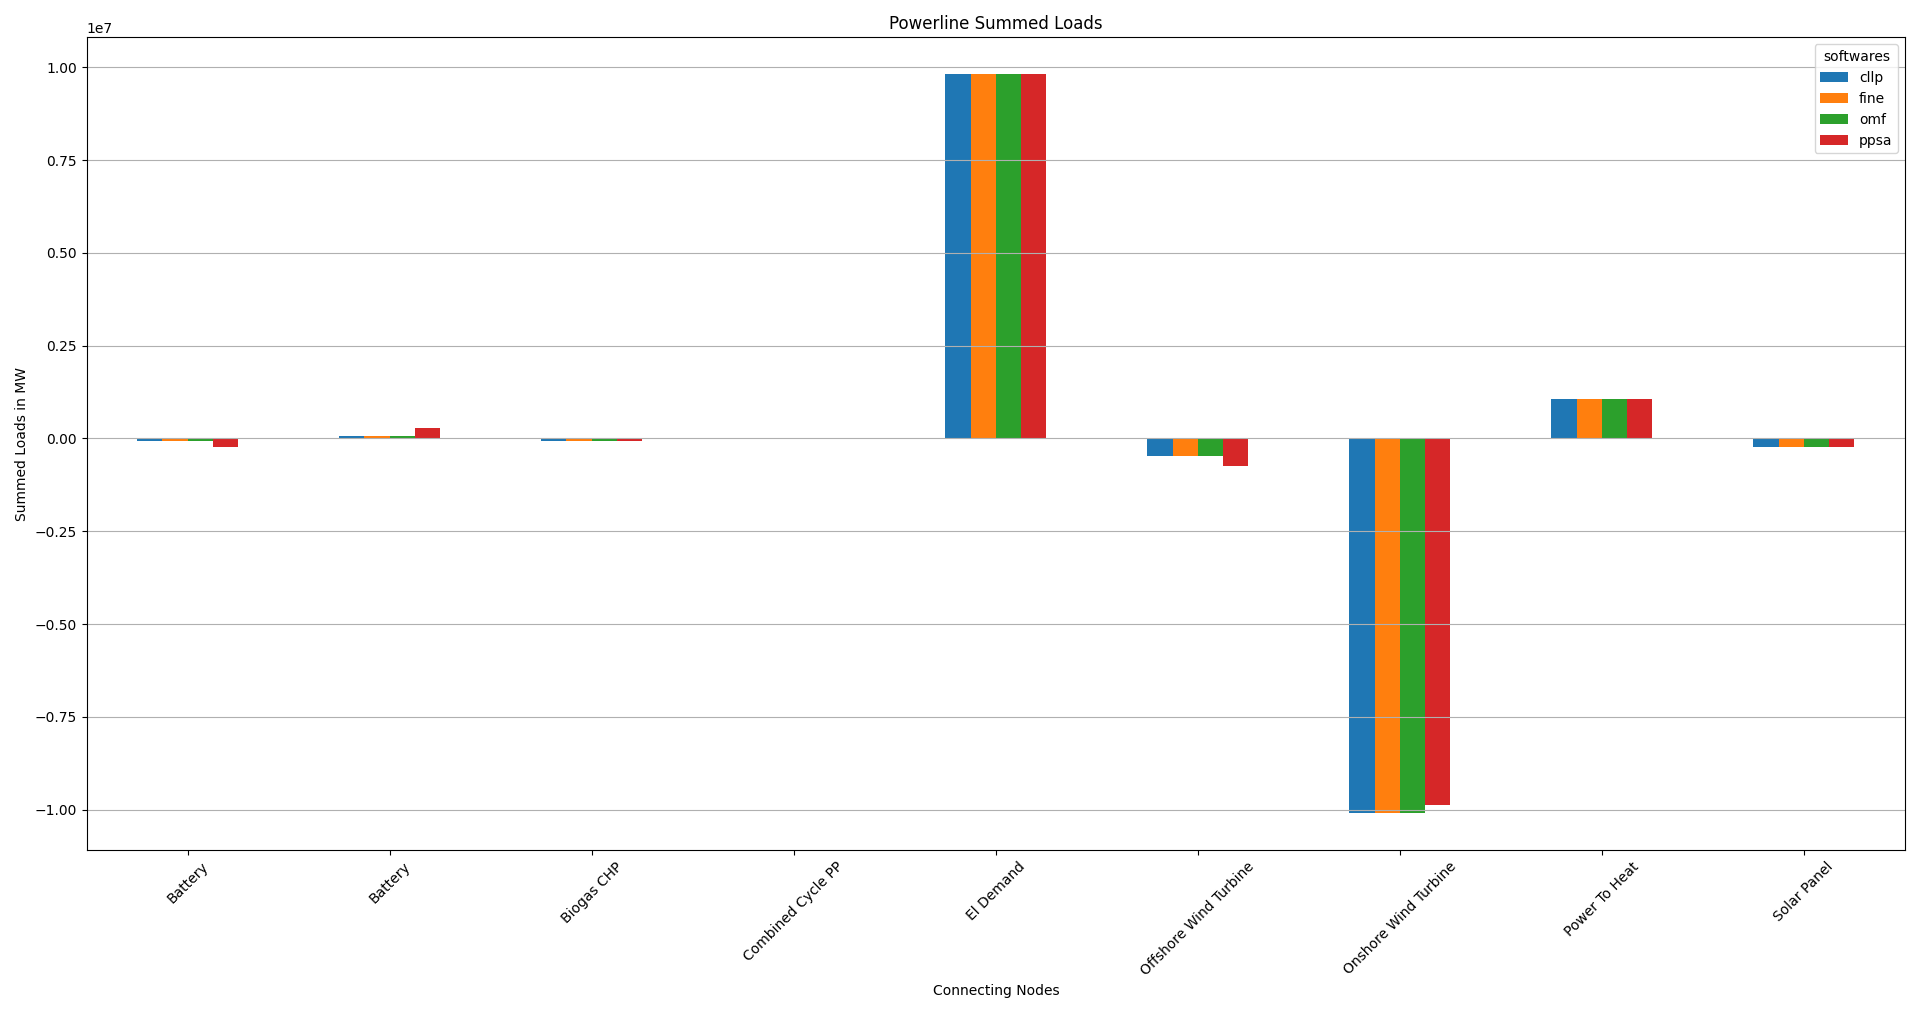 Powerline Summed Loads
1e7
softwares
cllp
fine
omf
ppsa
1.00
0.75
0.50
0.25
0.00
−0.25
−0.50
−0.75
−1.00
Summed Loads in MW
Battery
Battery
Biogas CHP
Combined Cycle PP
El Demand
Offshore Wind Turbine
Onshore Wind Turbine
Power To Heat
Solar Panel
Connecting Nodes